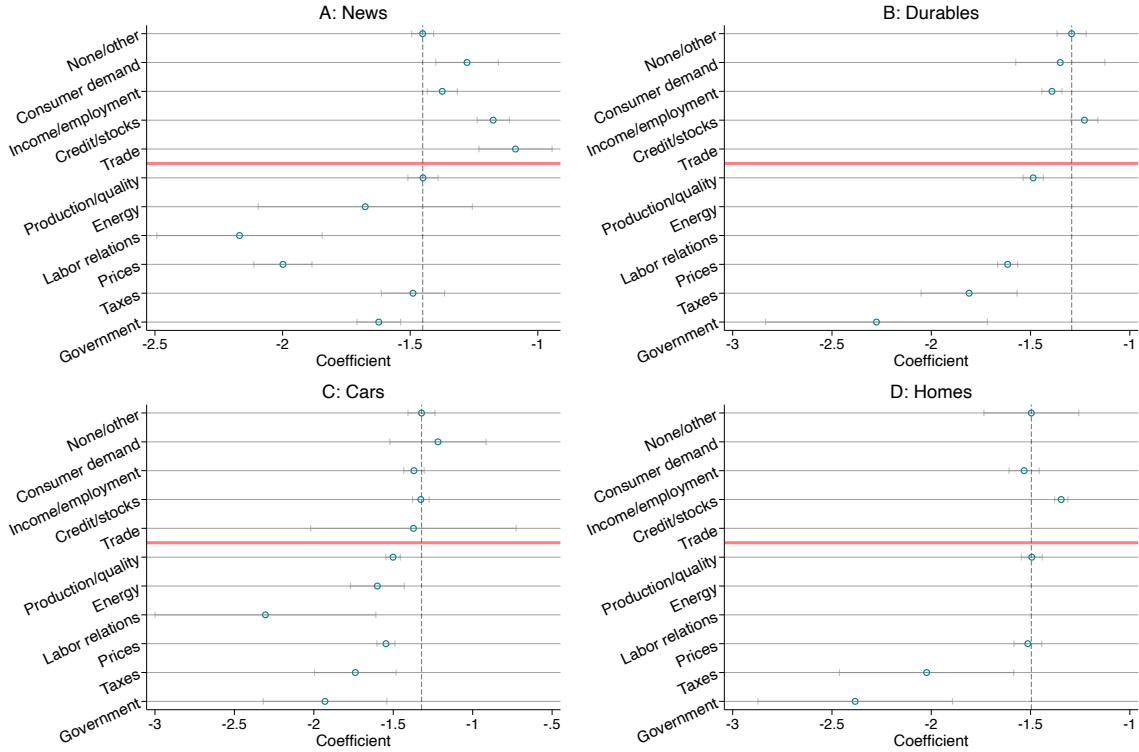 A: News
None/other
Consumer demand
Income/employment
Credit/stocks
Trade
Production/quality
Energy
Labor relations
Prices
Taxes
Government
-2.5 -2 -1.5 -1
Coefficient
B: Durables
None/other
Consumer demand
Income/employment
Credit/stocks
Trade
Production/quality
Energy
Labor relations
Prices
Taxes
Government
-3 -2.5 -2 -1.5 -1
Coefficient
C: Cars
None/other
Consumer demand
Income/employment
Credit/stocks
Trade
Production/quality
Energy
Labor relations
Prices
Taxes
Government
-3 -2.5 -2 -1.5 -1 -.5
Coefficient
D: Homes
None/other
Consumer demand
Income/employment
Credit/stocks
Trade
Production/quality
Energy
Labor relations
Prices
Taxes
Government
-3 -2.5 -2 -1.5 -1
Coefficient